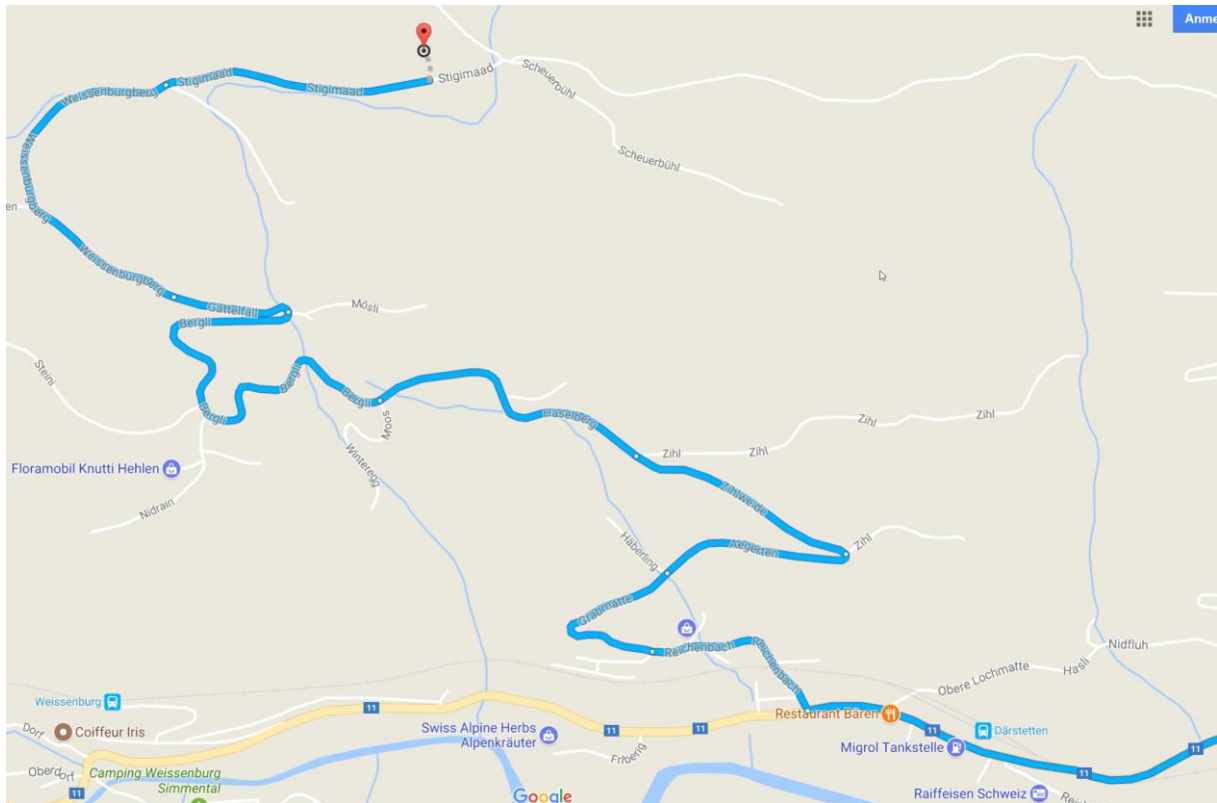 Anme
Stigimaad
Scheuerbühl
Stigimaad
Stigimaad
Weissenburgberg
Weissenburgberg
Scheuerbühl
en
Weissenburgberg
Gattelfall
Mösli
Bergli
Steini
Bergli
Bergli
Bergli
Moos
Haselberg
Zihl
Zihl
Zihl
Zihl
Floramobil Knutti Hehlen
Winteregg
Nidrain
Zihlweide
Häberling
Aegerten
Zihl
Grabmatte
Reichenbach
Reichenbach
Nidfluh
Hasli
Obere Lochmatte
Weissenburg
11
11
11
Restaurant Bären
11
Coiffeur Iris
Dorf
Swiss Alpine Herbs
Alpenkräuter
Därstetten
Migrol Tankstelle
11
11
Friberig
Oberdorf
Camping Weissenburg
Simmental
11
Google
Raiffeisen Schweiz